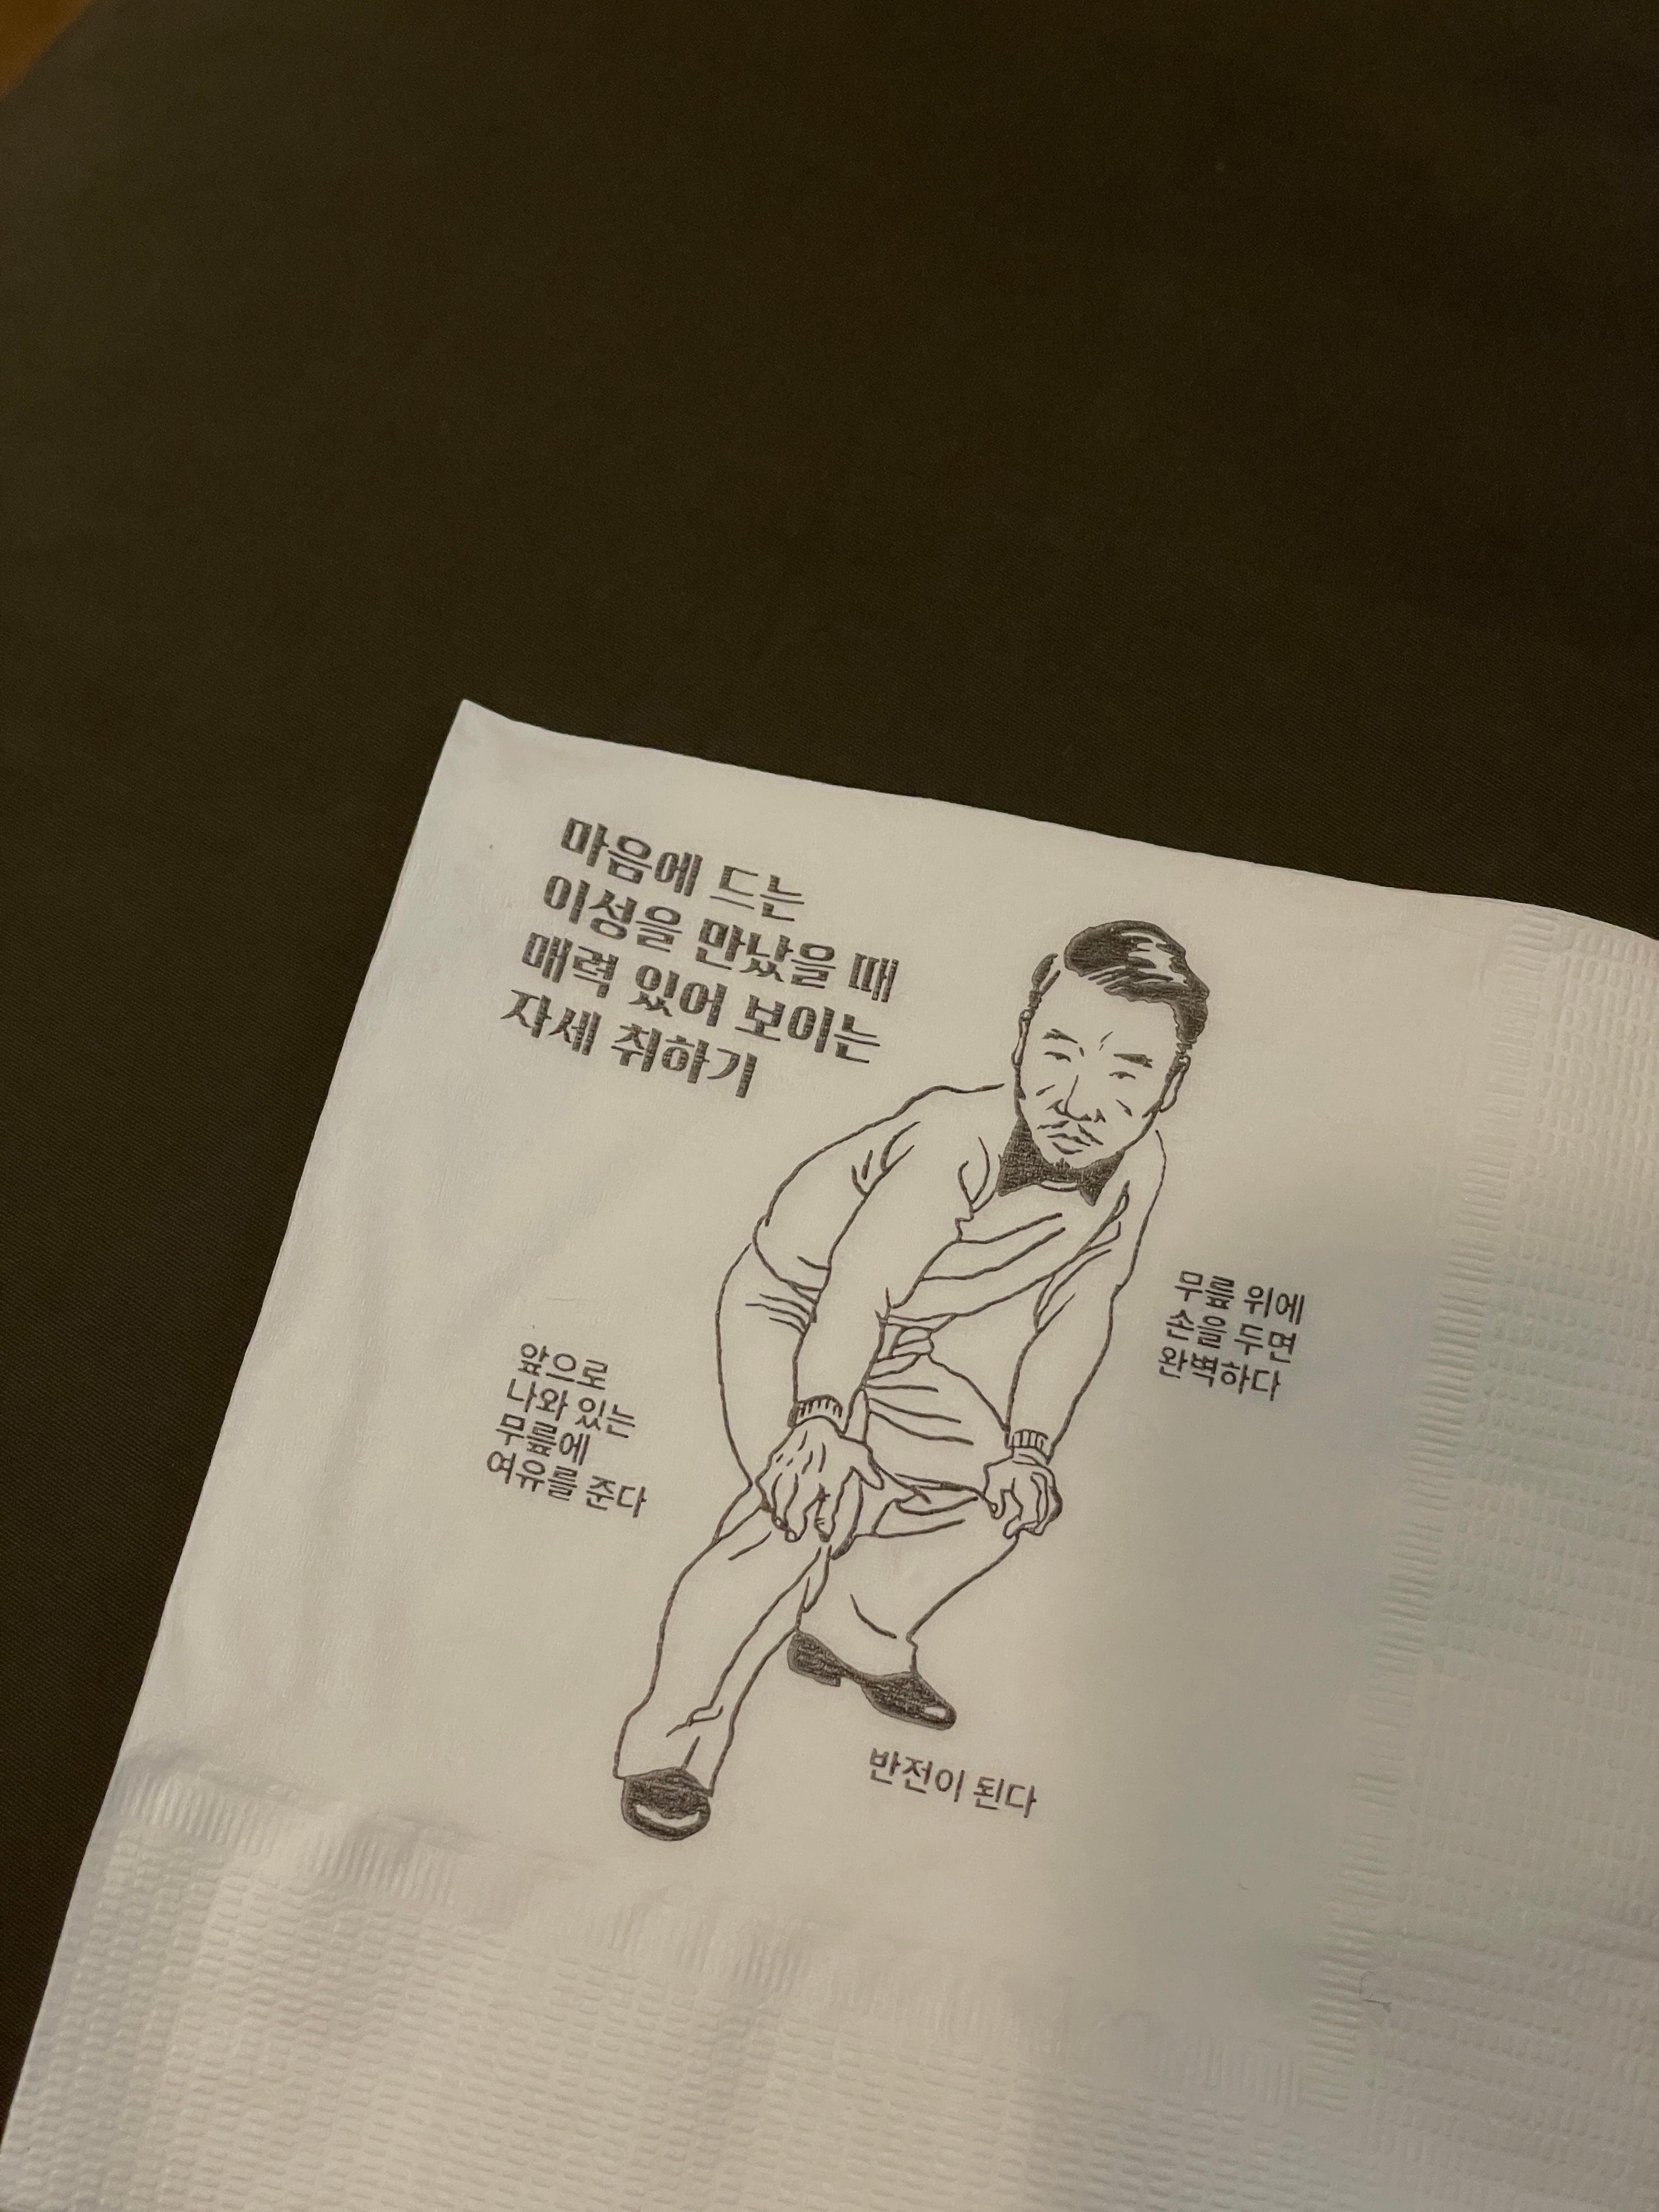 마음에 드는
이성을 만났을 때
매력 있어 보이는
자세 취하기
무릎 위에
손을 두면
완벽하다
앞으로
나와 있는
무릎에
여유를 준다
반전이 된다